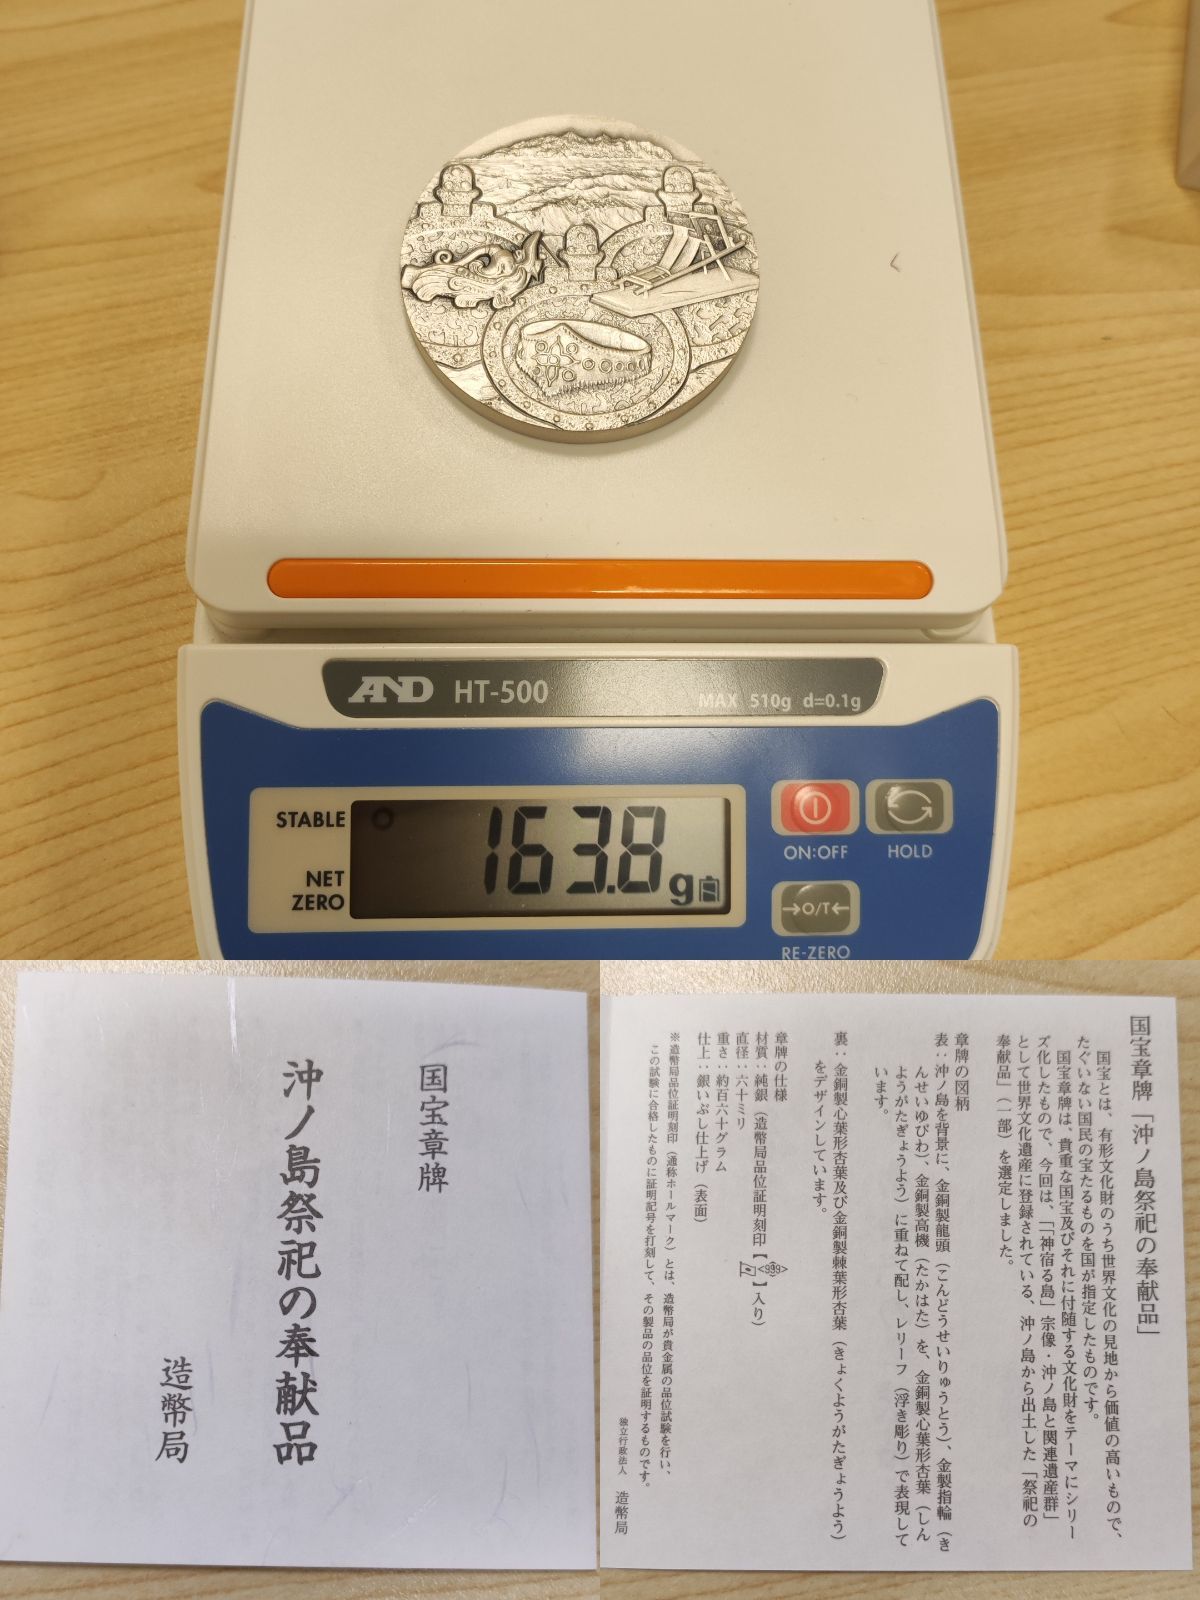 AND HT-500
MAX 510g d=0.1g
STABLE
NET
ZERO
163.8
g
ON:OFF
HOLD
→O/T←
RE-ZERO
国宝章牌
沖ノ島祭祀の奉献品
造幣局
国宝章牌「沖ノ島祭祀の奉献品」
国宝とは、有形文化財のうち世界文化の見地から価値の高いもので、
たぐいない国民の宝たるものを国が指定したものです。
国宝章牌は、貴重な国宝及びそれに付随する文化財をテーマにシリー
ズ化したもので、今回は、「「神宿る島」宗像・沖ノ島と関連遺産群」
として世界文化遺産に登録されている、沖ノ島から出土した「祭祀の
奉献品」(一部)を選定しました。
章牌の図柄
表:沖ノ島を背景に、金銅製龍頭(こんどうせいりゅうとう)、金製指輪(き
んせいゆびわ)、金銅製高機(たかはた)を、金銅製心葉形杏葉(しん
ようがたぎょうよう)に重ねて配し、レリーフ(浮き彫り)で表現して
います。
裏:金銅製心葉形杏葉及び金銅製棘葉形杏葉(きょくようがたぎょうよう)
をデザインしています。
章牌の仕様
材質:純銀(造幣局品位証明刻印【999】入り)
直径:六十ミリ
重さ:約百六十グラム
仕上:銀いぶし仕上げ(表面)
※造幣局品位証明刻印(通称ホールマーク)とは、造幣局が貴金属の品位試験を行い、
この試験に合格したものに証明記号を打刻して、その製品の品位を証明するものです。
独立行政法人 造幣局